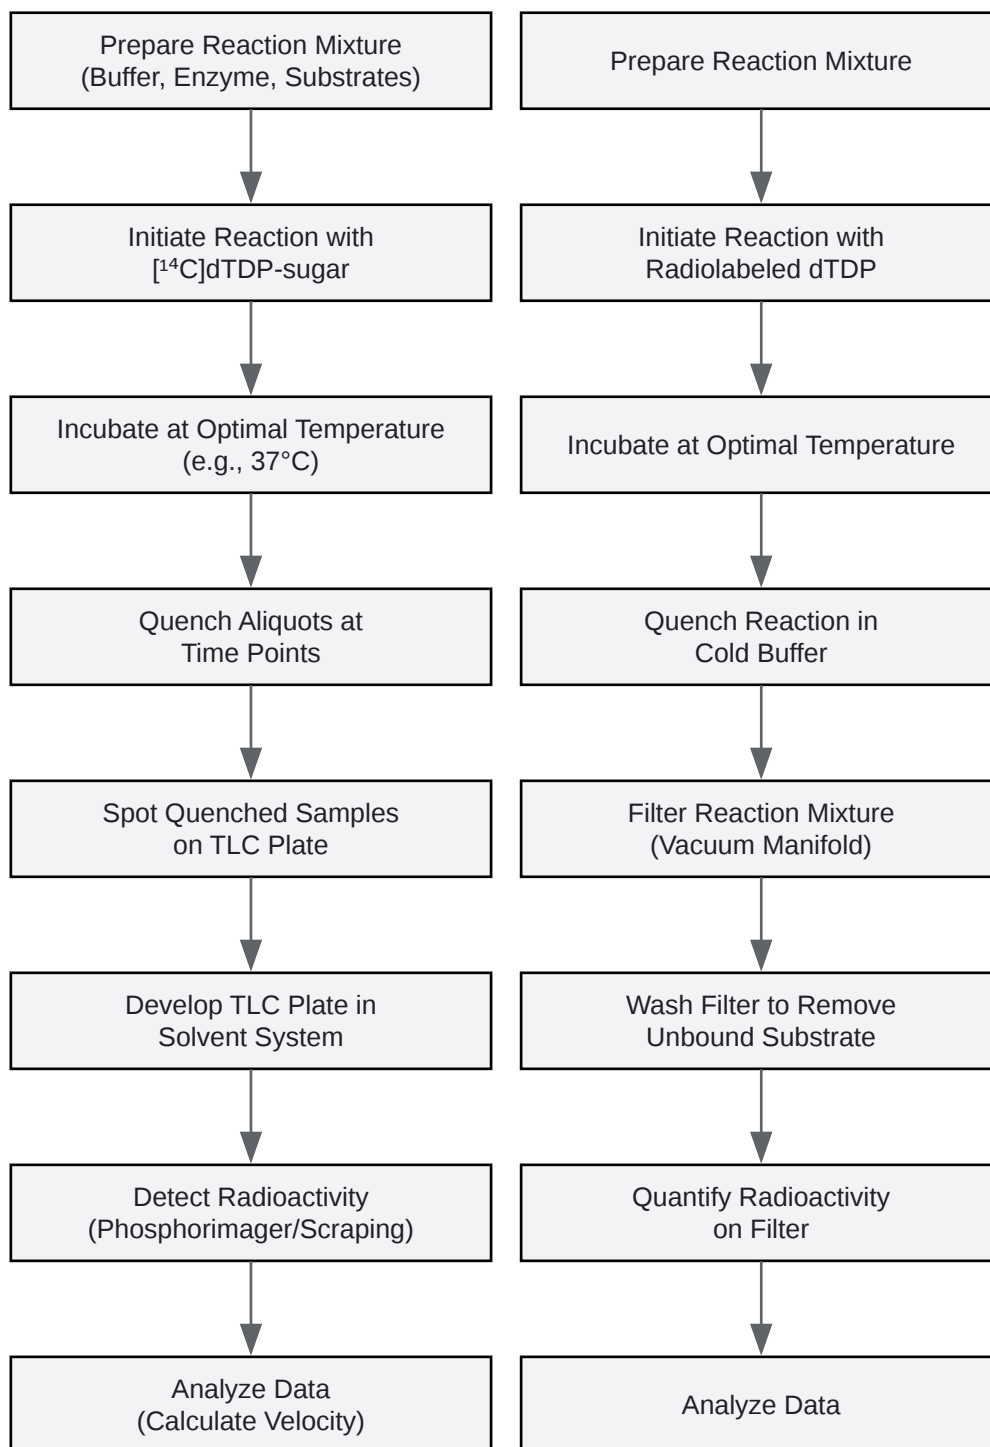 Prepare Reaction Mixture
(Buffer, Enzyme, Substrates)
Initiate Reaction with
[¹⁴C]dTDP-sugar
Incubate at Optimal Temperature
(e.g., 37°C)
Quench Aliquots at
Time Points
Spot Quenched Samples
on TLC Plate
Develop TLC Plate in
Solvent System
Detect Radioactivity
(Phosphorimager/Scraping)
Analyze Data
(Calculate Velocity)
Prepare Reaction Mixture
Initiate Reaction with
Radiolabeled dTDP
Incubate at Optimal Temperature
Quench Reaction in
Cold Buffer
Filter Reaction Mixture
(Vacuum Manifold)
Wash Filter to Remove
Unbound Substrate
Quantify Radioactivity
on Filter
Analyze Data